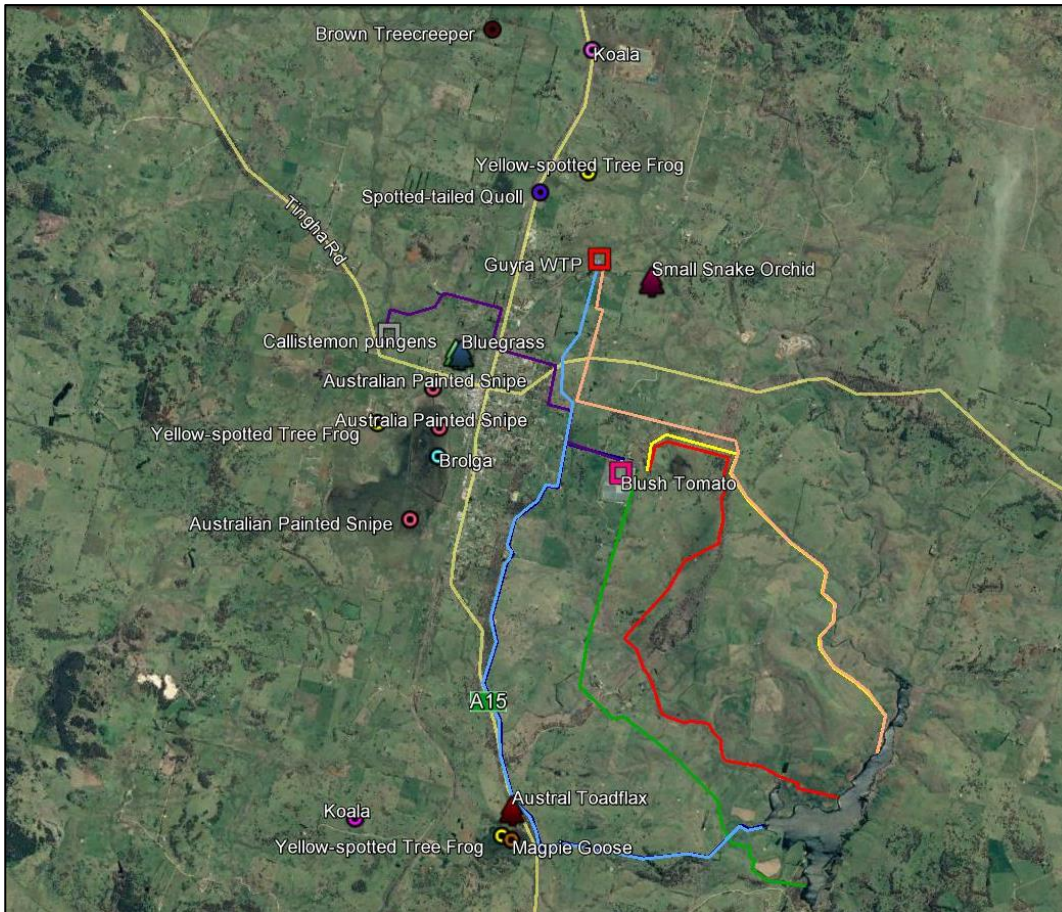 Brown Treecreeper
Koala
Yellow-spotted Tree Frog
Spotted-tailed Quoll
Tingha Rd
Guyra WTP
Small Snake Orchid
Callistemon pungens
Bluegrass
Australian Painted Snipe
Australia Painted Snipe
Yellow-spotted Tree Frog
Brolga
Blush Tomato
Australian Painted Snipe
A15
Austral Toadflax
Koala
Yellow-spotted Tree Frog
Magpie Goose